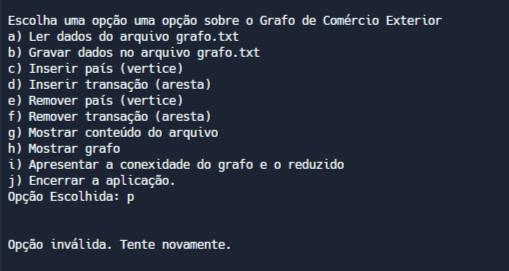 Escolha uma opção uma opção sobre o Grafo de Comércio Exterior
a) Ler dados do arquivo grafo.txt
b) Gravar dados no arquivo grafo.txt
c) Inserir país (vertice)
d) Inserir transação (aresta)
e) Remover país (vertice)
f) Remover transação (aresta)
g) Mostrar conteúdo do arquivo
h) Mostrar grafo
i) Apresentar a conexidade do grafo e o reduzido
j) Encerrar a aplicação.
Opção Escolhida: p
Opção inválida. Tente novamente.